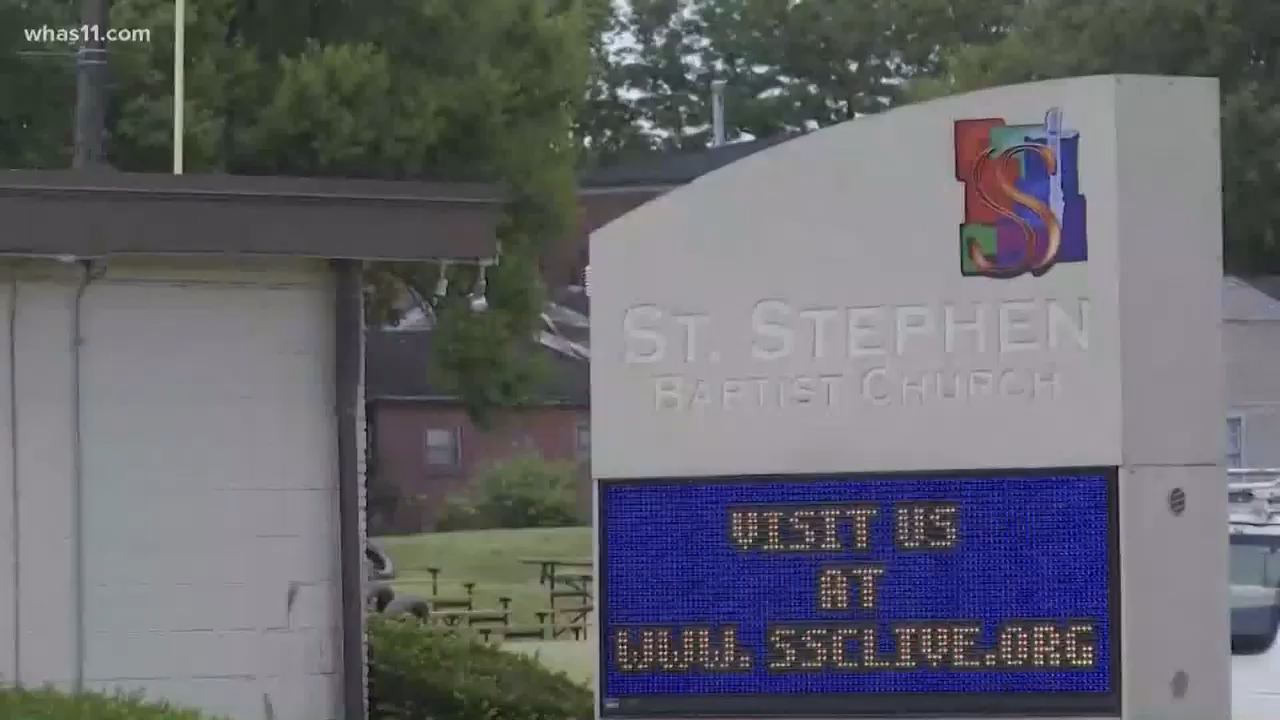 whas11.com
S
ST. STEPHEN
BAPTIST CHURCH
VISIT US
AT
WWW.SSCLIVE.ORG